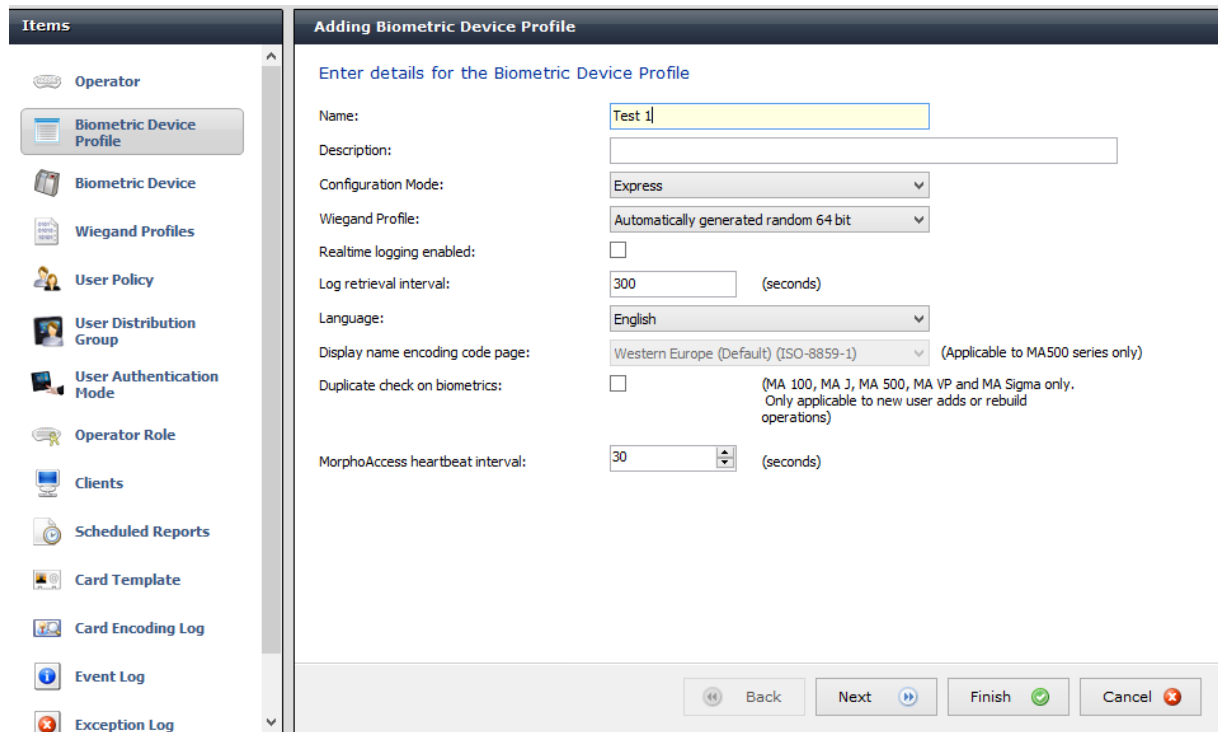 Items
Operator
Biometric Device
Profile
Biometric Device
Wiegand Profiles
User Policy
User Distribution
Group
User Authentication
Mode
Operator Role
Clients
Scheduled Reports
Card Template
Card Encoding Log
Event Log
Exception Log
Adding Biometric Device Profile
Enter details for the Biometric Device Profile
Name: Test 1
Description:
Configuration Mode: Express
Wiegand Profile: Automatically generated random 64 bit
Realtime logging enabled:
Log retrieval interval: 300 (seconds)
Language: English
Display name encoding code page: Western Europe (Default) (ISO-8859-1) (Applicable to MA500 series only)
Duplicate check on biometrics: (MA 100, MA J, MA 500, MA VP and MA Sigma only.
Only applicable to new user adds or rebuild
operations)
MorphoAccess heartbeat interval: 30 (seconds)
Back Next Finish Cancel